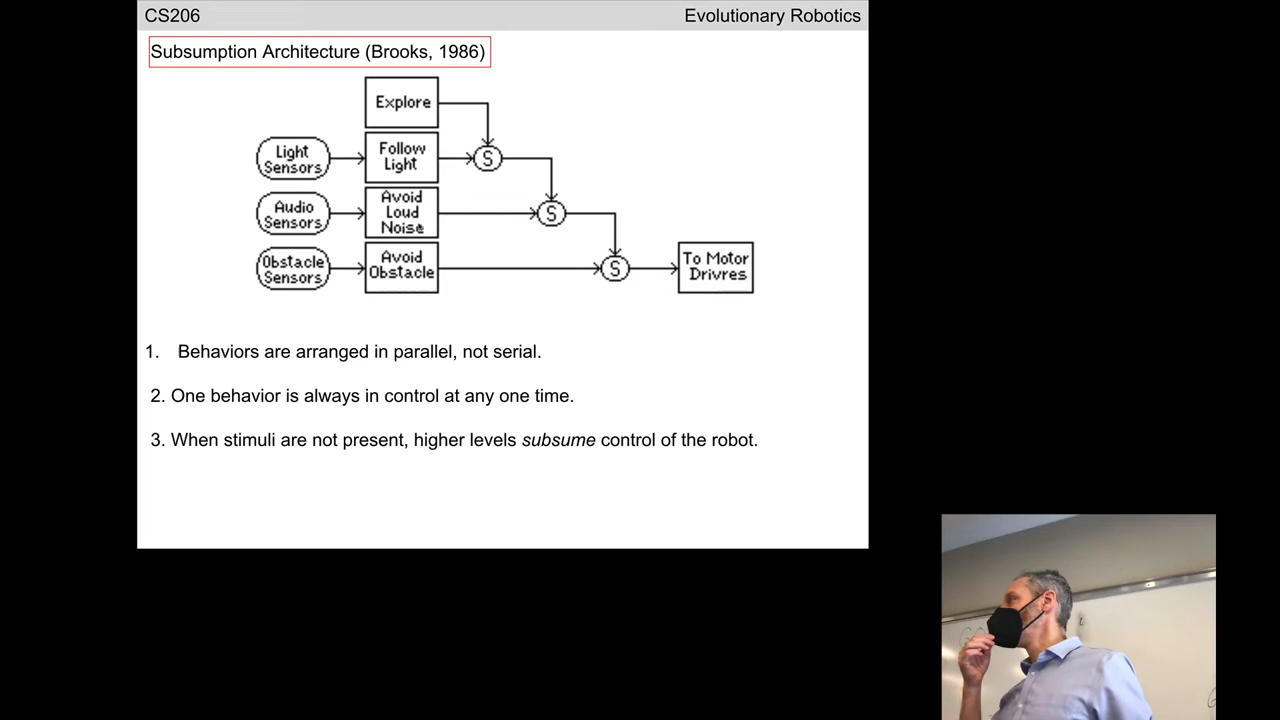 CS206
Evolutionary Robotics
Subsumption Architecture (Brooks, 1986)
Explore
Light
Sensors
Follow
Light
S
Audio
Sensors
Avoid
Loud
Noise
S
Obstacle
Sensors
Avoid
Obstacle
S
To Motor
Drivres
1. Behaviors are arranged in parallel, not serial.
2. One behavior is always in control at any one time.
3. When stimuli are not present, higher levels subsume control of the robot.